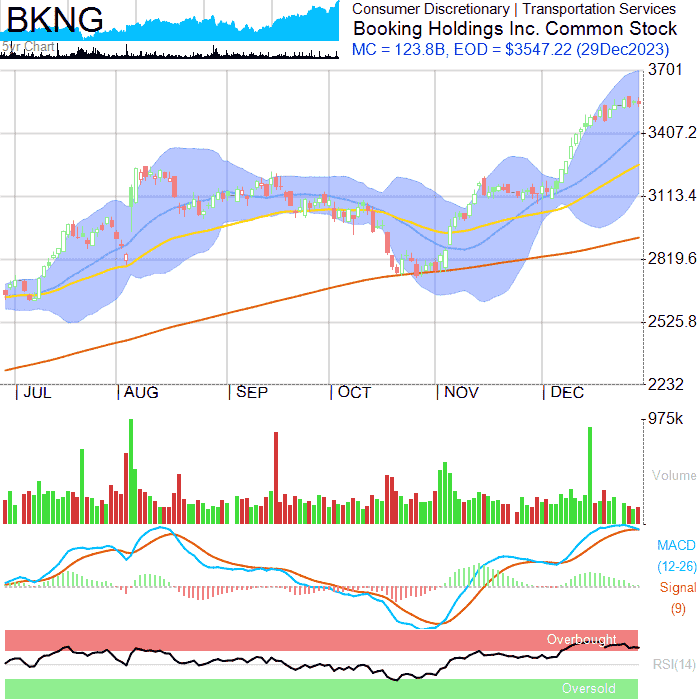 BKNG
5yr Chart
Consumer Discretionary | Transportation Services
Booking Holdings Inc. Common Stock
MC = 123.8B, EOD = $3547.22 (29Dec2023)
3701
3407.2
3113.4
2819.6
2525.8
2232
| JUL | AUG | SEP | OCT | NOV | DEC
975k
Volume
MACD
(12-26)
Signal
(9)
Overbought
RSI(14)
Oversold